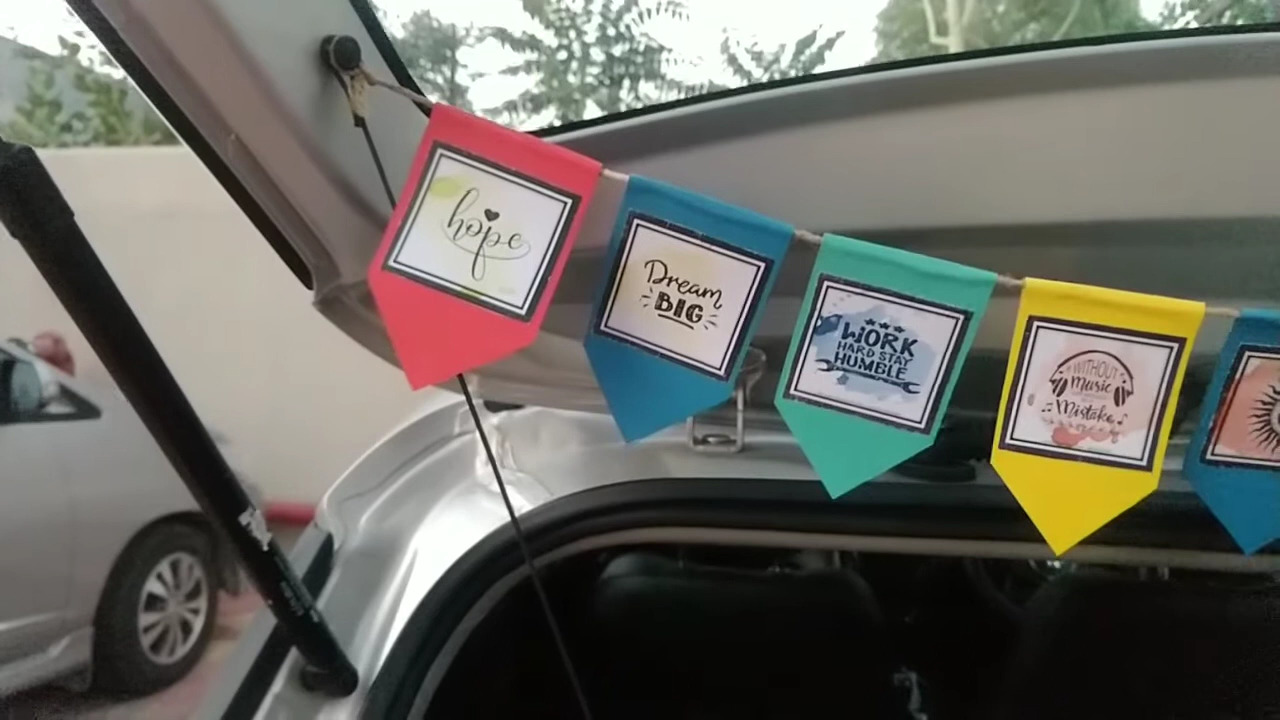 hope
Dream
BIG
WORK
HARD STAY
HUMBLE
WITHOUT
Music
Mistake